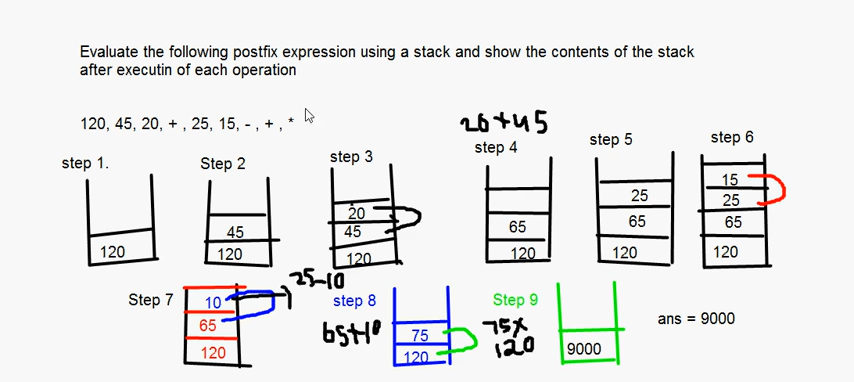 Evaluate the following postfix expression using a stack and show the contents of the stack
after executin of each operation
120, 45, 20, + , 25, 15, - , + , *
20+45
step 1.
Step 2
step 3
step 4
step 5
step 6
120
45
120
20
45
120
65
120
25
65
120
15
25
65
120
Step 7
25-10
10
65
120
step 8
65+10
75
120
Step 9
75x
120
9000
ans = 9000